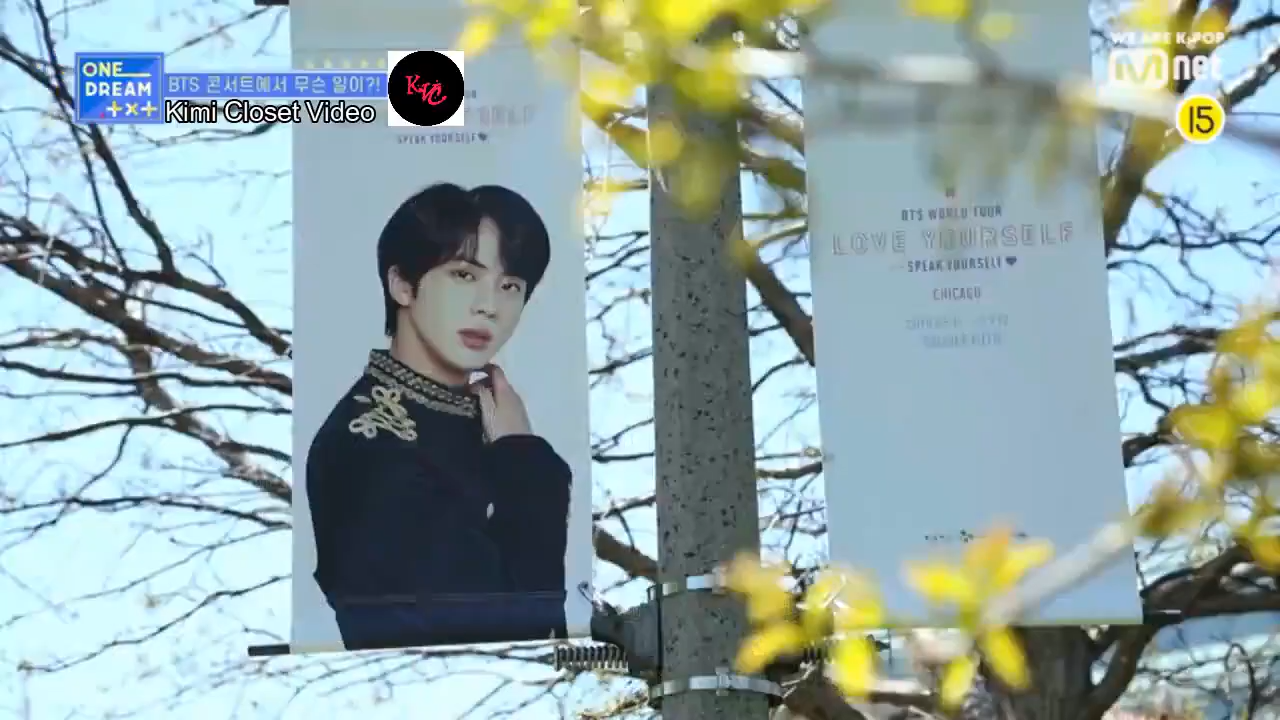 ONE
DREAM
BTS 콘서트에서 무슨 일이?!
Kimi Closet Video
KVC
WE ARE K-POP
Mnet
15
SPEAK YOURSELF
BTS WORLD TOUR
LOVE YOURSELF
SPEAK YOURSELF
CHICAGO